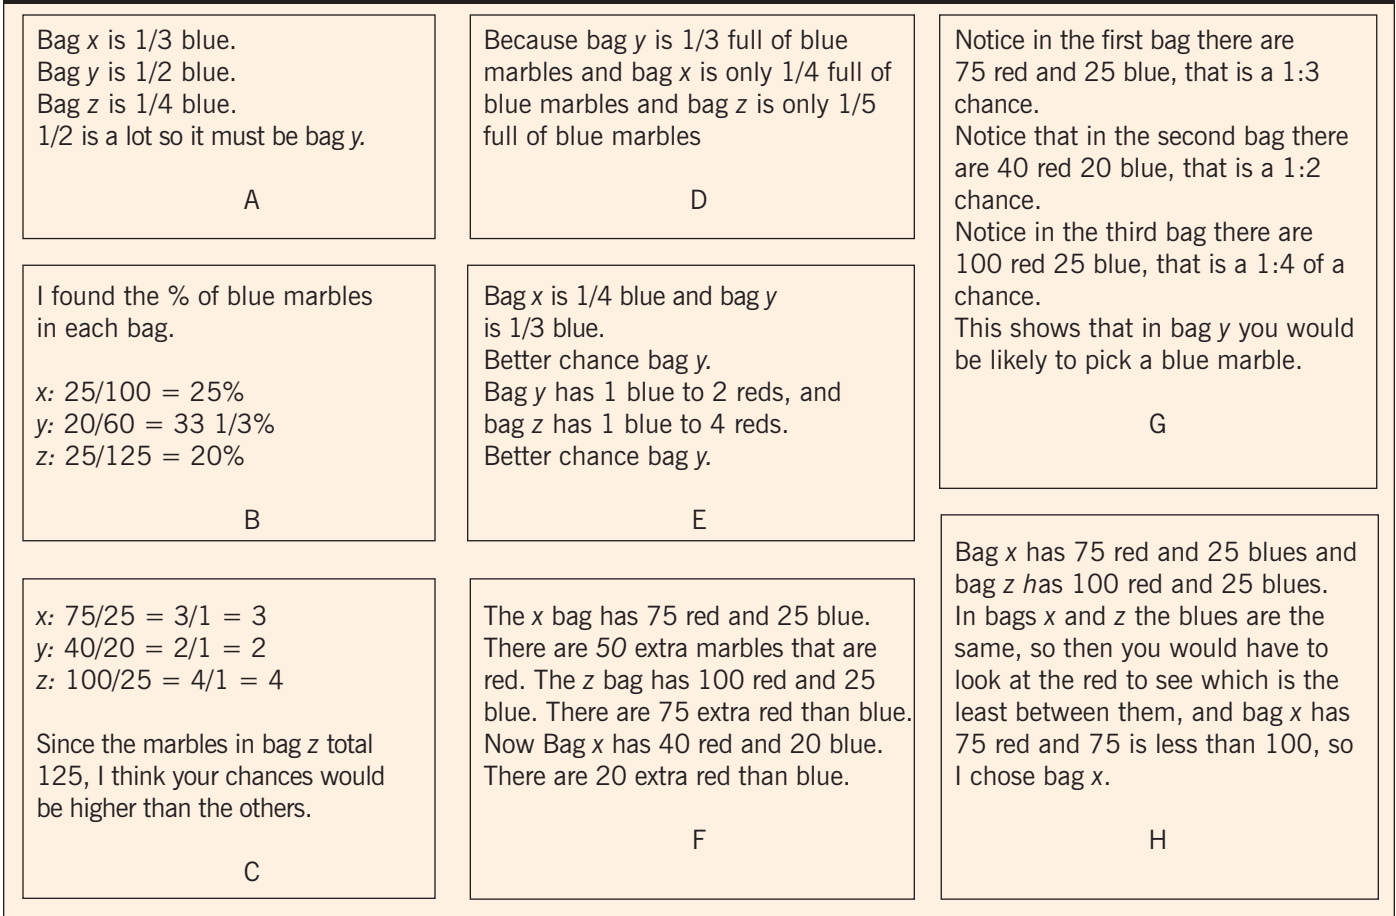 Bag x is 1/3 blue.
Bag y is 1/2 blue.
Bag z is 1/4 blue.
1/2 is a lot so it must be bag y.
A
I found the % of blue marbles
in each bag.
x: 25/100 = 25%
y: 20/60 = 33 1/3%
z: 25/125 = 20%
B
x: 75/25 = 3/1 = 3
y: 40/20 = 2/1 = 2
z: 100/25 = 4/1 = 4
Since the marbles in bag z total
125, I think your chances would
be higher than the others.
C
Because bag y is 1/3 full of blue
marbles and bag x is only 1/4 full of
blue marbles and bag z is only 1/5
full of blue marbles
D
Bag x is 1/4 blue and bag y
is 1/3 blue.
Better chance bag y.
Bag y has 1 blue to 2 reds, and
bag z has 1 blue to 4 reds.
Better chance bag y.
E
The x bag has 75 red and 25 blue.
There are 50 extra marbles that are
red. The z bag has 100 red and 25
blue. There are 75 extra red than blue.
Now Bag x has 40 red and 20 blue.
There are 20 extra red than blue.
F
Notice in the first bag there are
75 red and 25 blue, that is a 1:3
chance.
Notice that in the second bag there
are 40 red 20 blue, that is a 1:2
chance.
Notice in the third bag there are
100 red 25 blue, that is a 1:4 of a
chance.
This shows that in bag y you would
be likely to pick a blue marble.
G
Bag x has 75 red and 25 blues and
bag z has 100 red and 25 blues.
In bags x and z the blues are the
same, so then you would have to
look at the red to see which is the
least between them, and bag x has
75 red and 75 is less than 100, so
I chose bag x.
H